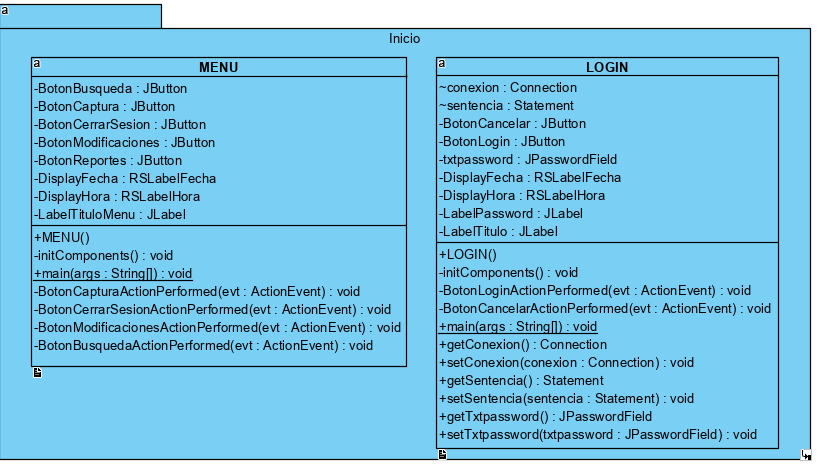 a
Inicio
a
MENU
-BotonBusqueda : JButton
-BotonCaptura : JButton
-BotonCerrarSesion : JButton
-BotonModificaciones : JButton
-BotonReportes : JButton
-DisplayFecha : RSLabelFecha
-DisplayHora : RSLabelHora
-LabelTituloMenu : JLabel
+MENU()
-initComponents() : void
+main(args : String[]) : void
-BotonCapturaActionPerformed(evt : ActionEvent) : void
-BotonCerrarSesionActionPerformed(evt : ActionEvent) : void
-BotonModificacionesActionPerformed(evt : ActionEvent) : void
-BotonBusquedaActionPerformed(evt : ActionEvent) : void
a
LOGIN
~conexion : Connection
~sentencia : Statement
-BotonCancelar : JButton
-BotonLogin : JButton
-txtpassword : JPasswordField
-DisplayFecha : RSLabelFecha
-DisplayHora : RSLabelHora
-LabelPassword : JLabel
-LabelTitulo : JLabel
+LOGIN()
-initComponents() : void
-BotonLoginActionPerformed(evt : ActionEvent) : void
-BotonCancelarActionPerformed(evt : ActionEvent) : void
+main(args : String[]) : void
+getConexion() : Connection
+setConexion(conexion : Connection) : void
+getSentencia() : Statement
+setSentencia(sentencia : Statement) : void
+getTxtpassword() : JPasswordField
+setTxtpassword(txtpassword : JPasswordField) : void